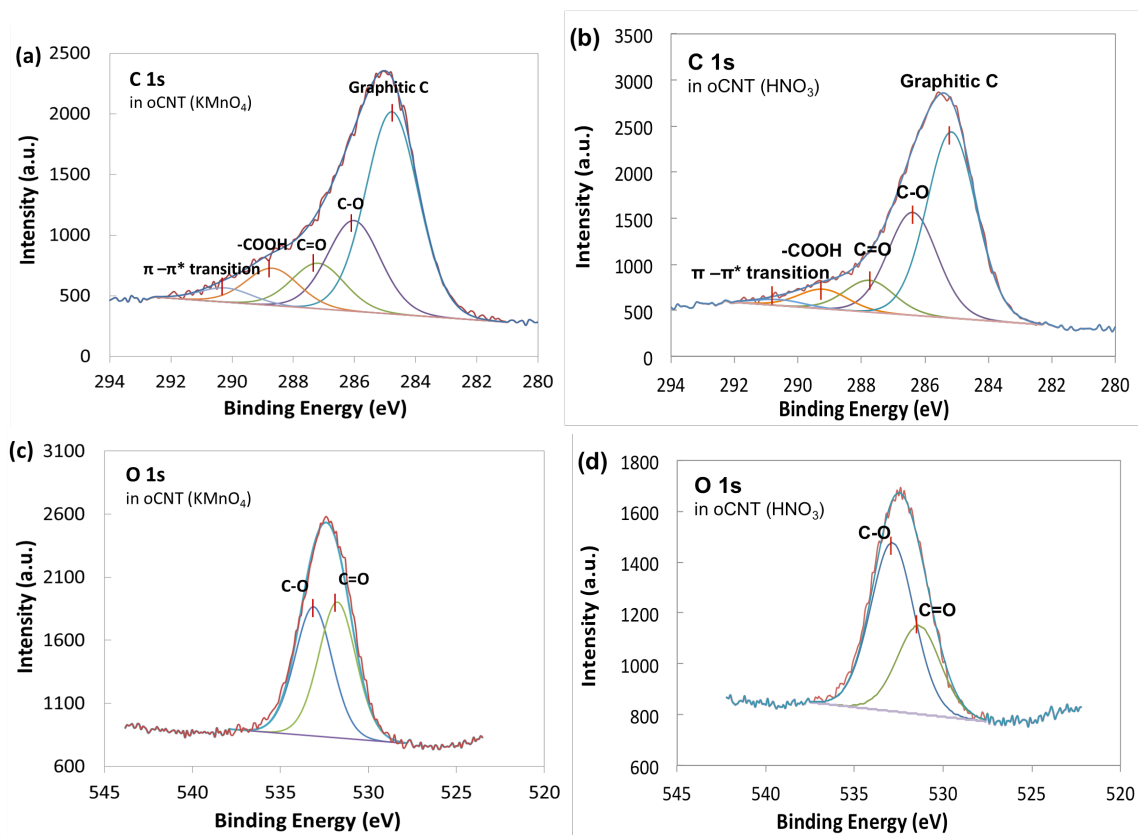 (a)
C 1s
in oCNT (KMnO₄)
Graphitic C
C-O
C=O
-COOH
π –π* transition
Intensity (a.u.)
2500
2000
1500
1000
500
0
294 292 290 288 286 284 282 280
Binding Energy (eV)
(b)
C 1s
in oCNT (HNO₃)
Graphitic C
C-O
C=O
-COOH
π –π* transition
Intensity (a.u.)
3500
3000
2500
2000
1500
1000
500
0
294 292 290 288 286 284 282 280
Binding Energy (eV)
(c)
O 1s
in oCNT (KMnO₄)
C-O
C=O
Intensity (a.u.)
3100
2600
2100
1600
1100
600
545 540 535 530 525 520
Binding Energy (eV)
(d)
O 1s
in oCNT (HNO₃)
C-O
C=O
Intensity (a.u.)
1800
1600
1400
1200
1000
800
600
545 540 535 530 525 520
Binding Energy (eV)